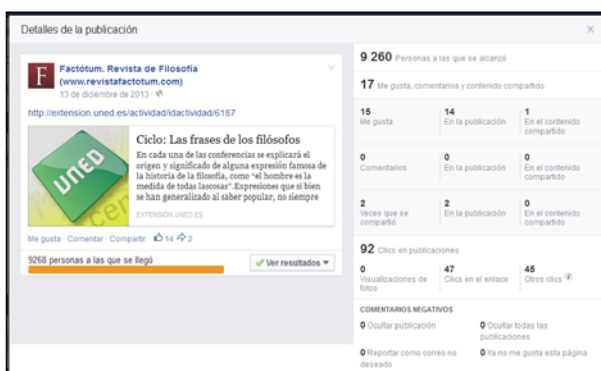 Detalles de la publicación
Factótum. Revista de Filosofía
(www.revistafactotum.com)
13 de diciembre de 2013
http://extension.uned.es/actividad/idactividad/6187
UNED
Ciclo: Las frases de los filósofos
En cada una de las conferencias se explicará el
origen y significado de alguna expresión famosa de
la historia de la filosofía, como "el hombre es la
medida de todas lascosas".Expresiones que si bien
se han generalizado al saber popular, no siempre
EXTENSION.UNED.ES
Me gusta · Comentar · Compartir · 14 2
9268 personas a las que se llegó
Ver resultados
9 260 Personas a las que se alcanzó
17 Me gusta, comentarios y contenido compartido
15 14 1
Me gusta En la publicación En el contenido
compartido
0 0 0
Comentarios En la publicación En el contenido
compartido
2 2 0
Veces que se En la publicación En el contenido
compartió compartido
92 Clics en publicaciones
0 47 45
Visualizaciones de Clics en el enlace Otros clics
fotos
COMENTARIOS NEGATIVOS
0 Ocultar publicación 0 Ocultar todas las
publicaciones
0 Reportar como correo no 0 Ya no me gusta esta página
deseado